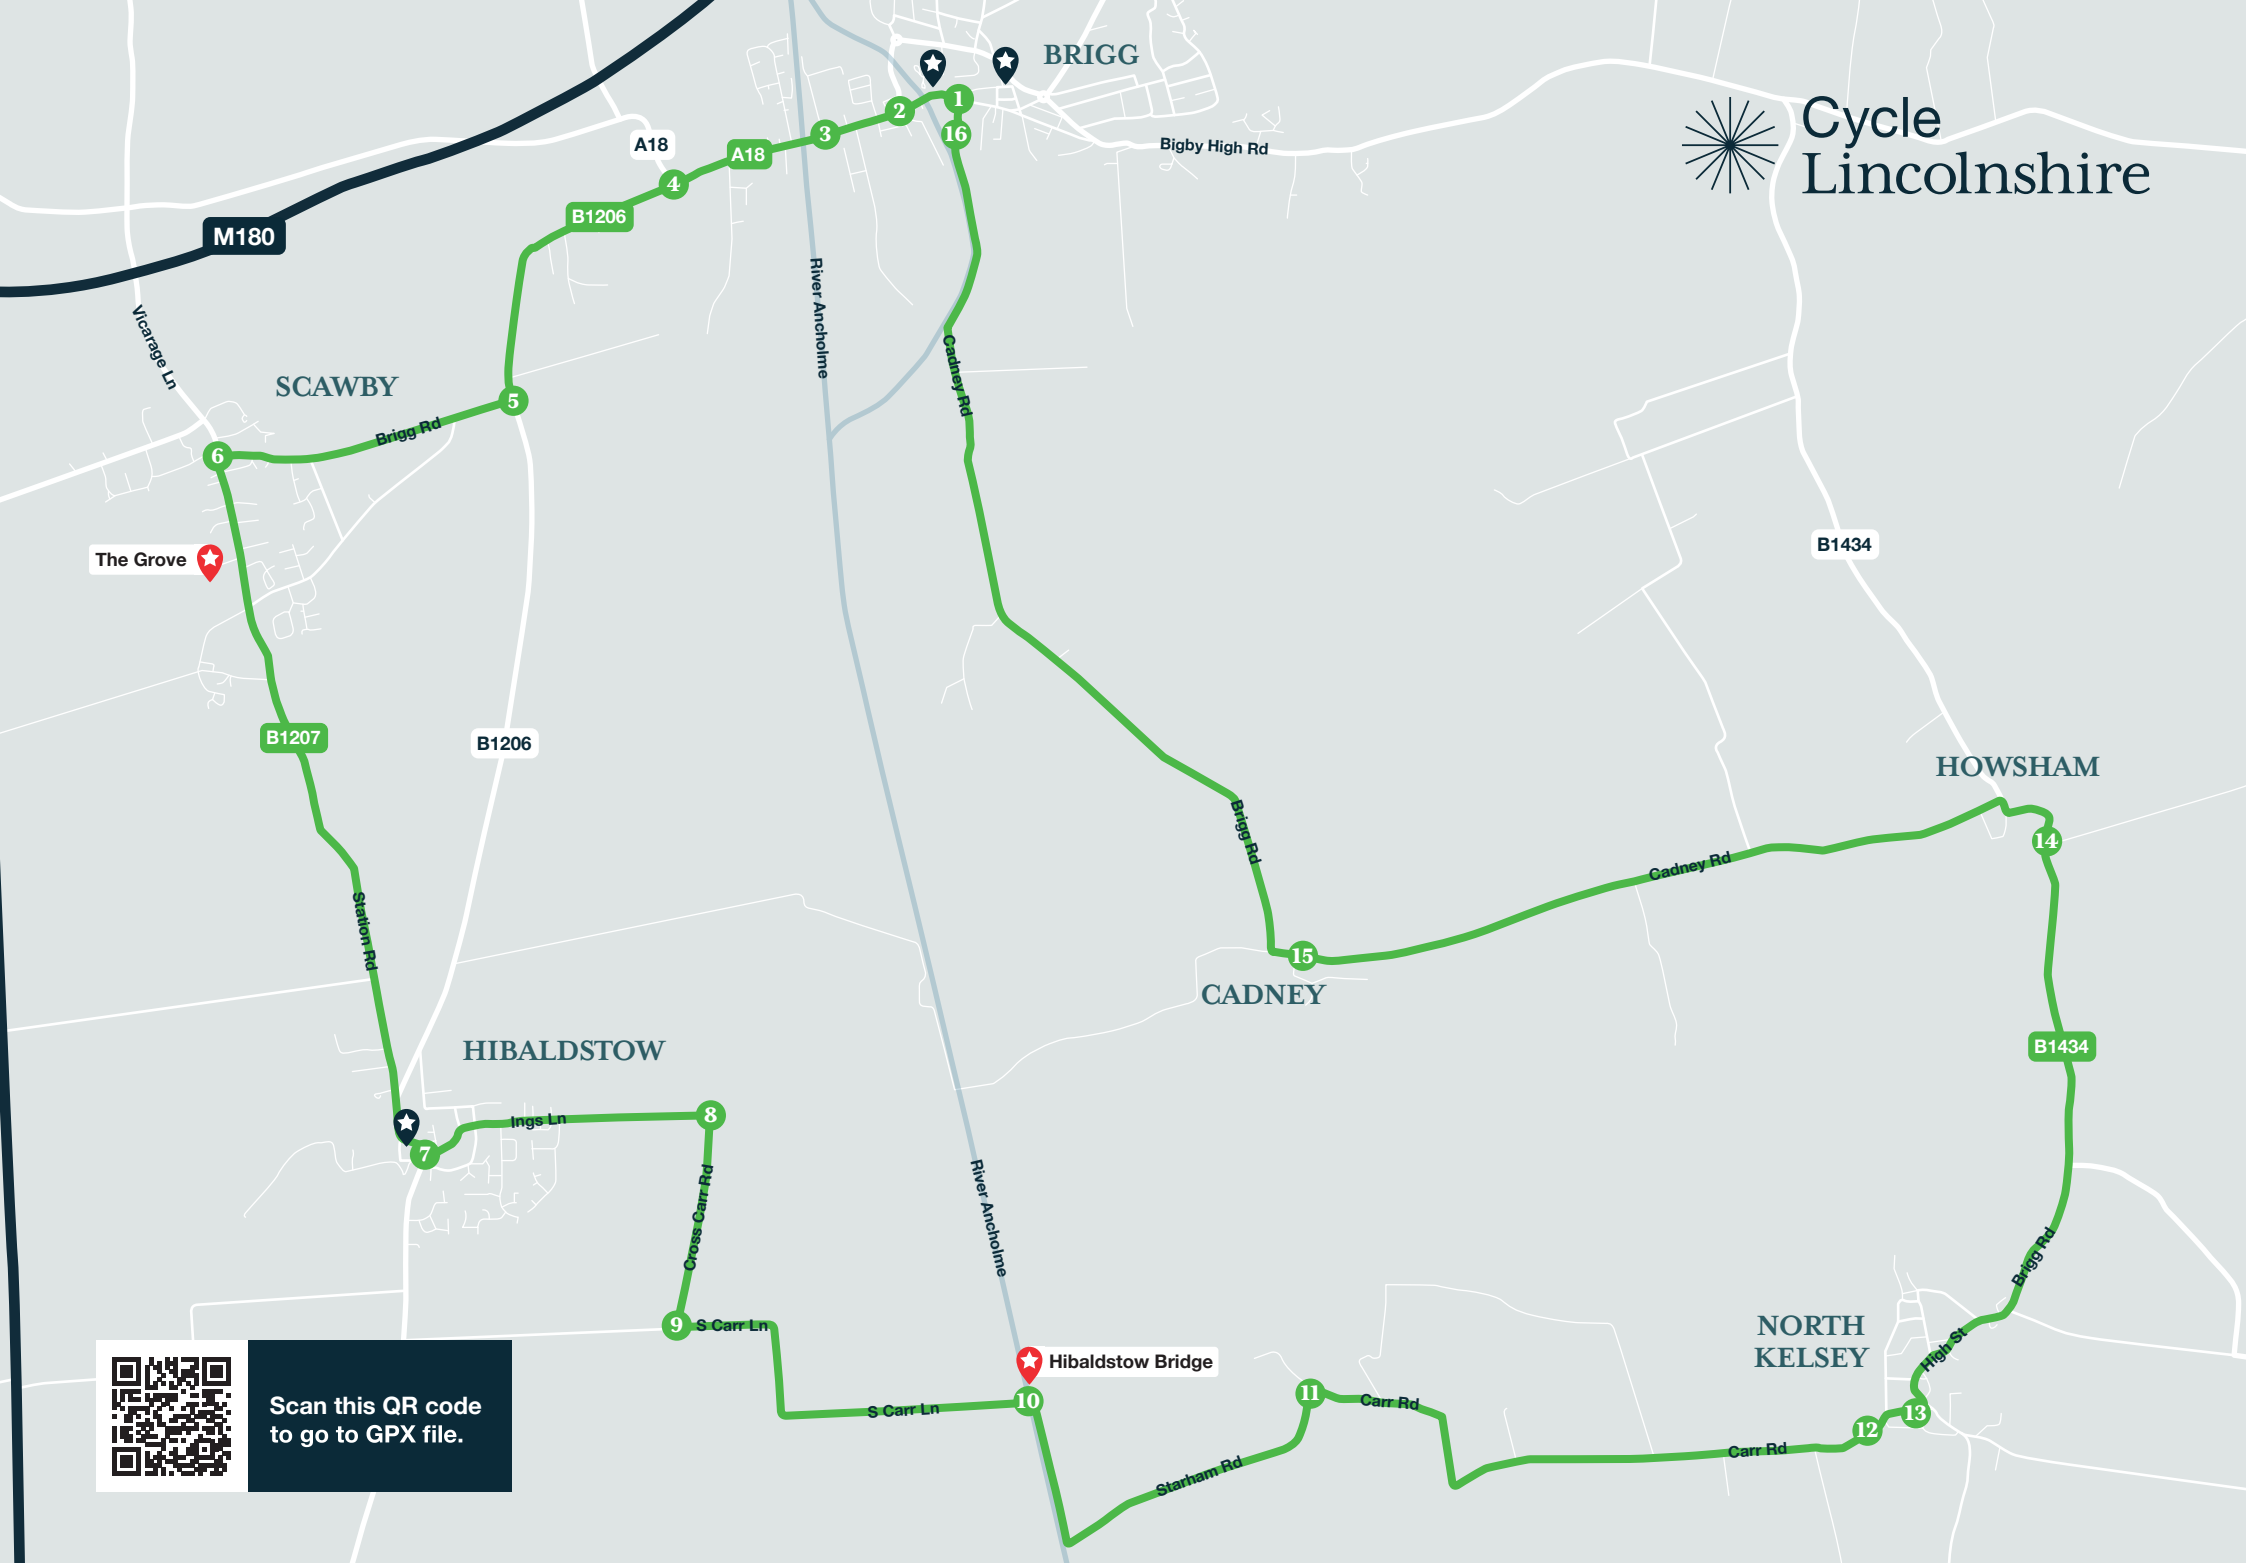 BRIGG
Cycle
Lincolnshire
1
2
16
3
A18
A18
4
Bigby High Rd
B1206
M180
River Ancholme
Vicarage Ln
Cadney Rd
SCAWBY
5
Brigg Rd
6
The Grove
B1434
B1207
B1206
HOWSHAM
Brigg Rd
14
Cadney Rd
Station Rd
15
CADNEY
HIBALDSTOW
B1434
8
Ings Ln
7
Cross Carr Rd
River Ancholme
Brigg Rd
9
S Carr Ln
NORTH
KELSEY
High St
Hibaldstow Bridge
10
S Carr Ln
11
Carr Rd
13
12
Carr Rd
Starham Rd
Scan this QR code
to go to GPX file.